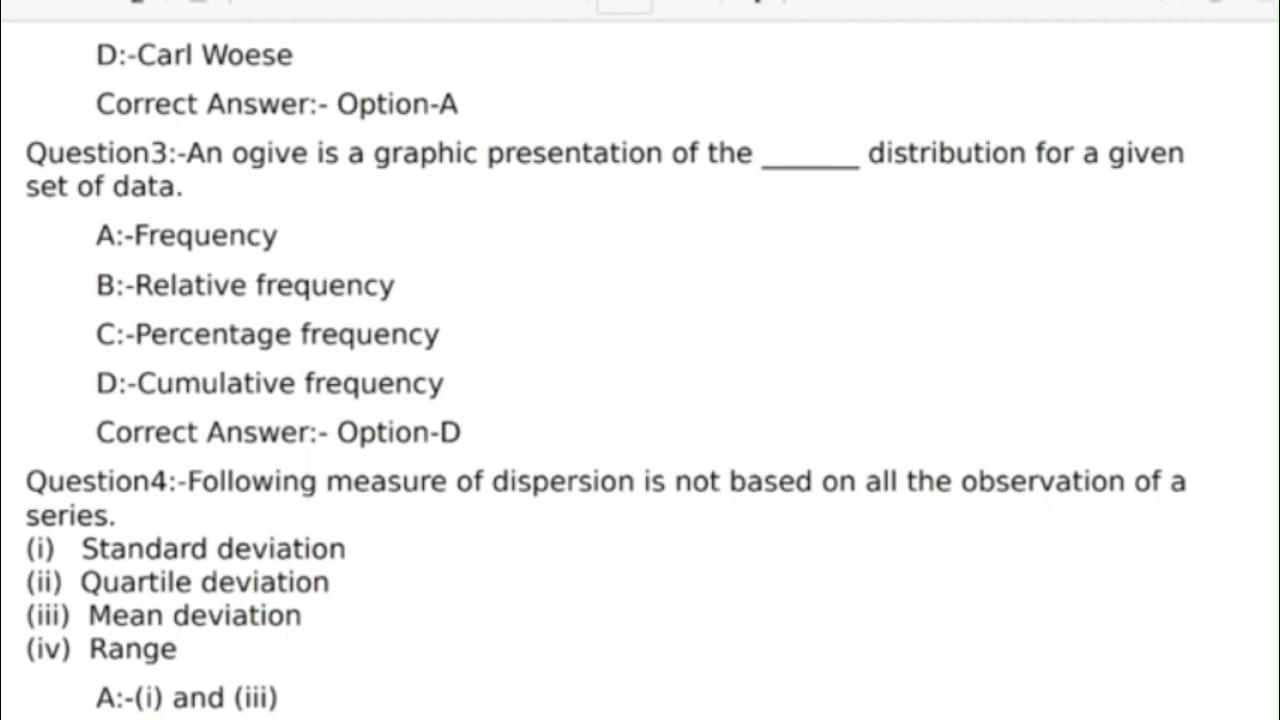 D:-Carl Woese
Correct Answer:- Option-A
Question3:-An ogive is a graphic presentation of the _______ distribution for a given
set of data.
A:-Frequency
B:-Relative frequency
C:-Percentage frequency
D:-Cumulative frequency
Correct Answer:- Option-D
Question4:-Following measure of dispersion is not based on all the observation of a
series.
(i) Standard deviation
(ii) Quartile deviation
(iii) Mean deviation
(iv) Range
A:-(i) and (iii)